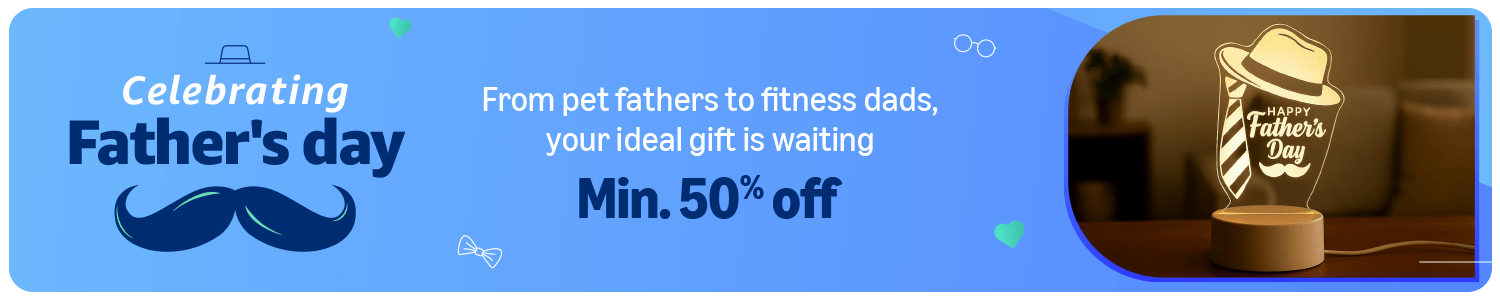 Celebrating
Father's day
From pet fathers to fitness dads,
your ideal gift is waiting
Min. 50% off
HAPPY
Father's
Day